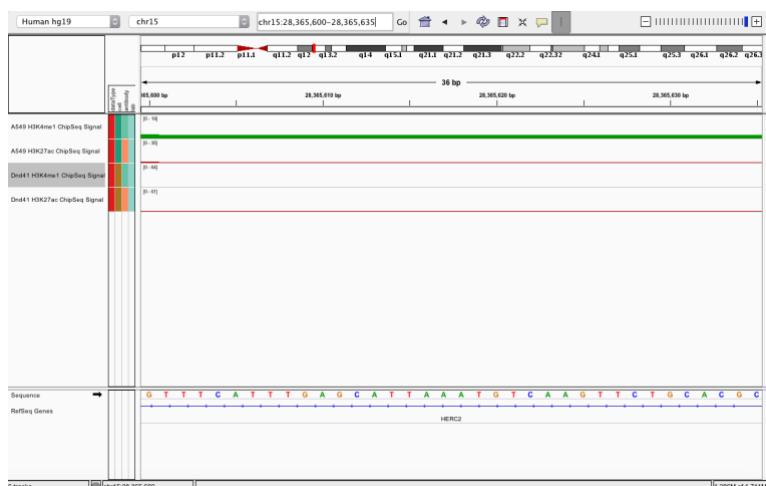 Human hg19 chr15 chr15:28,365,600-28,365,635 Go
p12 p11.2 p11.1 q11.2 q12 q13.2 q14 q15.1 q21.1 q21.2 q21.3 q22.2 q22.32 q24.1 q25.1 q25.3 q26.1 q26.2 q26.3
36 bp
365,600 bp 28,365,610 bp 28,365,620 bp 28,365,630 bp
A549 H3K4me1 ChipSeq Signal
A549 H3K27ac ChipSeq Signal
Dnd41 H3K4me1 ChipSeq Signal
Dnd41 H3K27ac ChipSeq Signal
Sequence G T T T C A T T T G A G C A T T A A A T G T C A A G T T C T G C A C G C
RefSeq Genes
HERC2